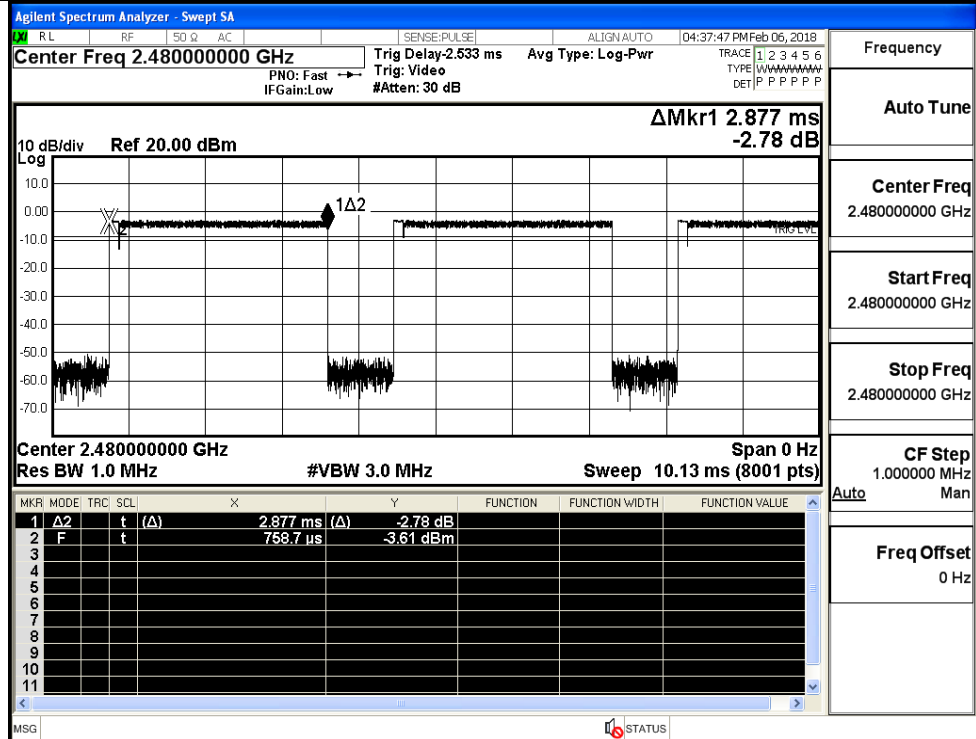 Agilent Spectrum Analyzer - Swept SA
LXI RL RF 50 Ω AC SENSE:PULSE ALIGN AUTO 04:37:47 PM Feb 06, 2018
Center Freq 2.480000000 GHz
PNO: Fast
IFGain:Low
Trig Delay-2.533 ms
Trig: Video
#Atten: 30 dB
Avg Type: Log-Pwr
TRACE 1 2 3 4 5 6
TYPE WWWWWW
DET P P P P P P
ΔMkr1 2.877 ms
-2.78 dB
10 dB/div Ref 20.00 dBm
Log
10.0
0.00
-10.0
-20.0
-30.0
-40.0
-50.0
-60.0
-70.0
2
1Δ2
TRIG LVL
Center 2.480000000 GHz Span 0 Hz
Res BW 1.0 MHz #VBW 3.0 MHz Sweep 10.13 ms (8001 pts)
MKR MODE TRC SCL X Y FUNCTION FUNCTION WIDTH FUNCTION VALUE
1 Δ2 t (Δ) 2.877 ms (Δ) -2.78 dB
2 F t 758.7 µs -3.61 dBm
3
4
5
6
7
8
9
10
11
MSG STATUS
Frequency
Auto Tune
Center Freq
2.480000000 GHz
Start Freq
2.480000000 GHz
Stop Freq
2.480000000 GHz
CF Step
1.000000 MHz
Auto Man
Freq Offset
0 Hz